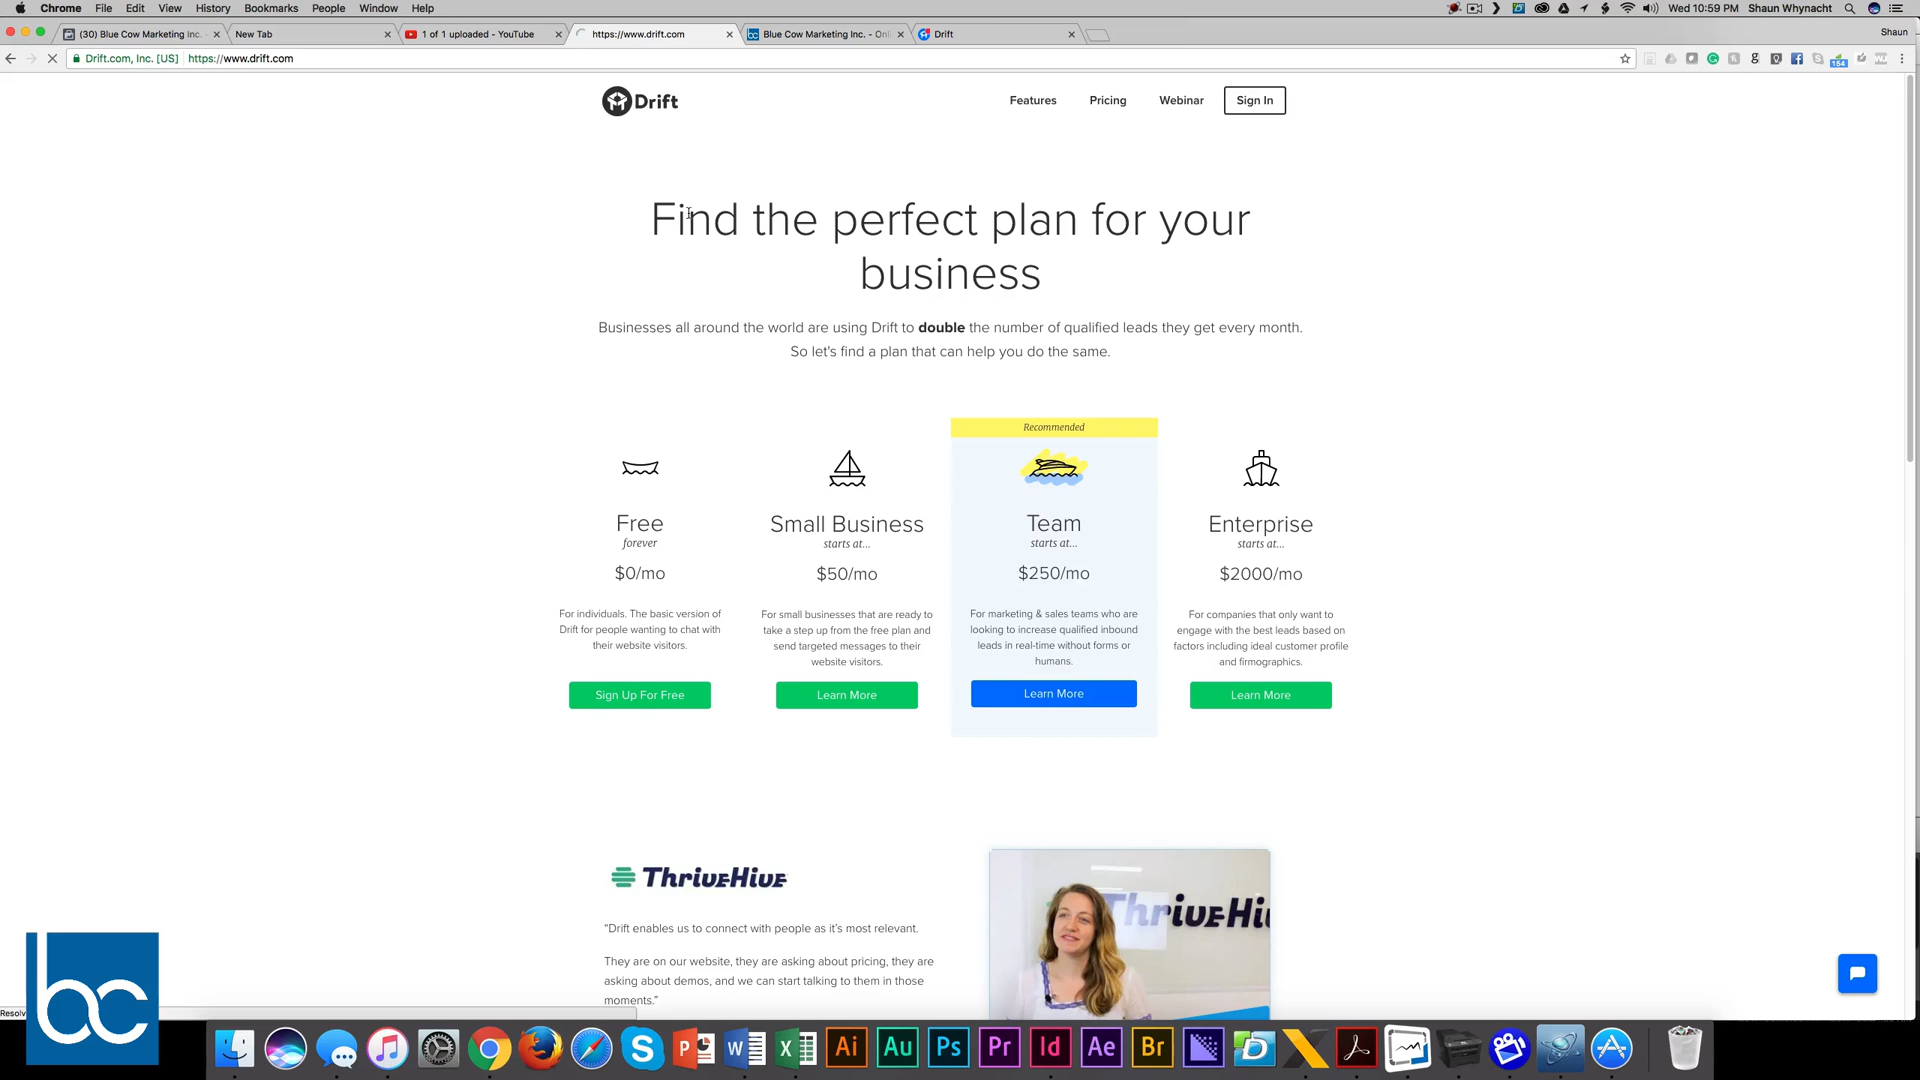 Chrome File Edit View History Bookmarks People Window Help
Wed 10:59 PM Shaun Whynacht
(30) Blue Cow Marketing Inc. -
New Tab
1 of 1 uploaded - YouTube
https://www.drift.com
Blue Cow Marketing Inc. - Onli
Drift
Shaun
Drift.com, Inc. [US] https://www.drift.com
154
Drift
Features Pricing Webinar Sign In
Find the perfect plan for your
business
Businesses all around the world are using Drift to double the number of qualified leads they get every month.
So let's find a plan that can help you do the same.
Free
forever
$0/mo
For individuals. The basic version of
Drift for people wanting to chat with
their website visitors.
Sign Up For Free
Small Business
starts at...
$50/mo
For small businesses that are ready to
take a step up from the free plan and
send targeted messages to their
website visitors.
Learn More
Recommended
Team
starts at...
$250/mo
For marketing & sales teams who are
looking to increase qualified inbound
leads in real-time without forms or
humans.
Learn More
Enterprise
starts at...
$2000/mo
For companies that only want to
engage with the best leads based on
factors including ideal customer profile
and firmographics.
Learn More
ThriveHive
“Drift enables us to connect with people as it’s most relevant.
They are on our website, they are asking about pricing, they are
asking about demos, and we can start talking to them in those
moments.”
ThriveHi
Resolv
bc
Ai Au Ps Pr Id Ae Br